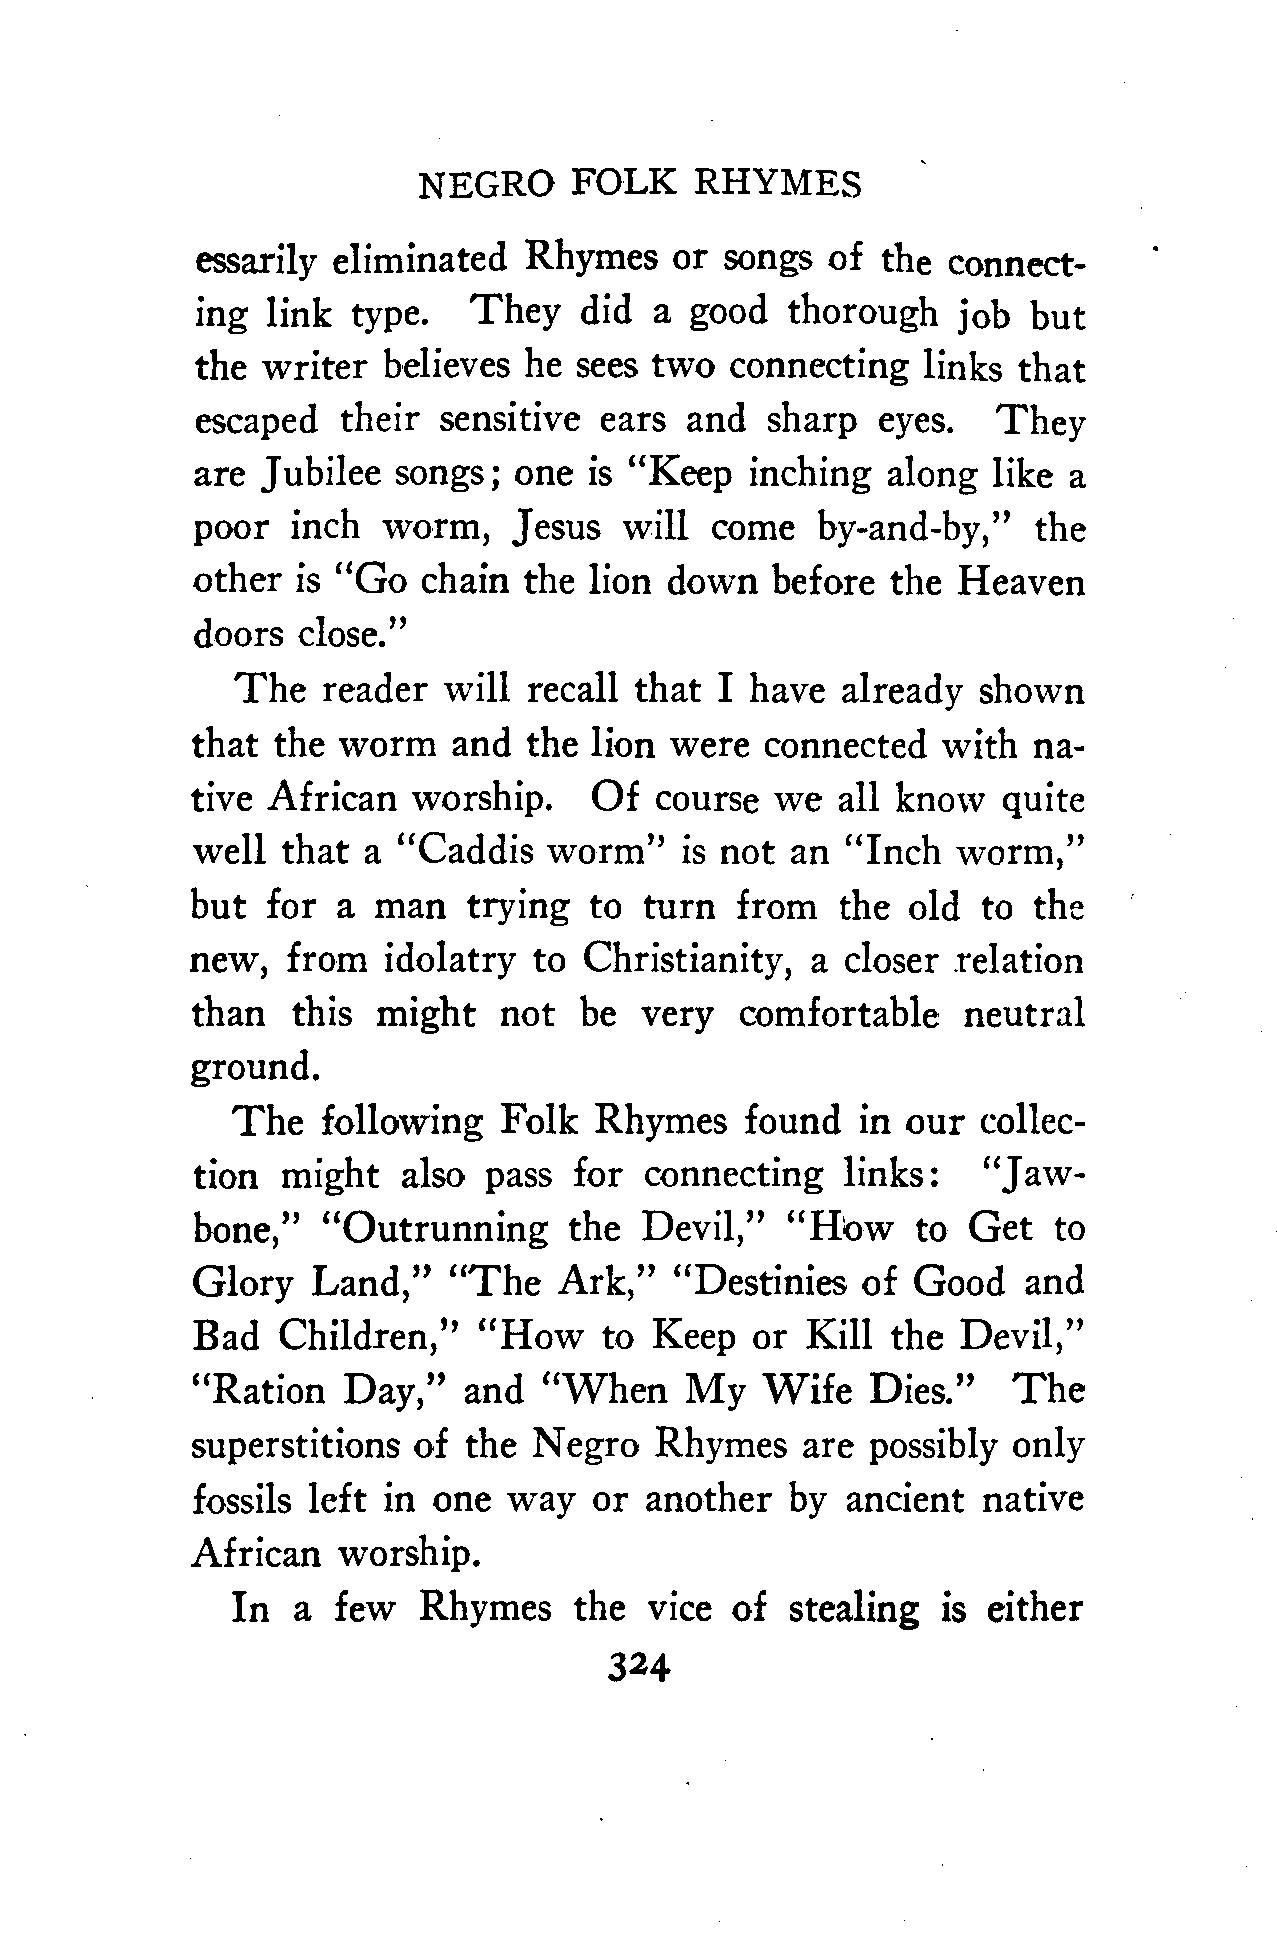 NEGRO FOLK RHYMES
essarily eliminated Rhymes or songs of the connect-
ing link type. They did a good thorough job but
the writer believes he sees two connecting links that
escaped their sensitive ears and sharp eyes. They
are Jubilee songs; one is "Keep inching along like a
poor inch worm, Jesus will come by-and-by," the
other is "Go chain the lion down before the Heaven
doors close."
The reader will recall that I have already shown
that the worm and the lion were connected with na-
tive African worship. Of course we all know quite
well that a "Caddis worm" is not an "Inch worm,"
but for a man trying to turn from the old to the
new, from idolatry to Christianity, a closer relation
than this might not be very comfortable neutral
ground.
The following Folk Rhymes found in our collec-
tion might also pass for connecting links: "Jaw-
bone," "Outrunning the Devil," "How to Get to
Glory Land," "The Ark," "Destinies of Good and
Bad Children," "How to Keep or Kill the Devil,"
"Ration Day," and "When My Wife Dies." The
superstitions of the Negro Rhymes are possibly only
fossils left in one way or another by ancient native
African worship.
In a few Rhymes the vice of stealing is either
324